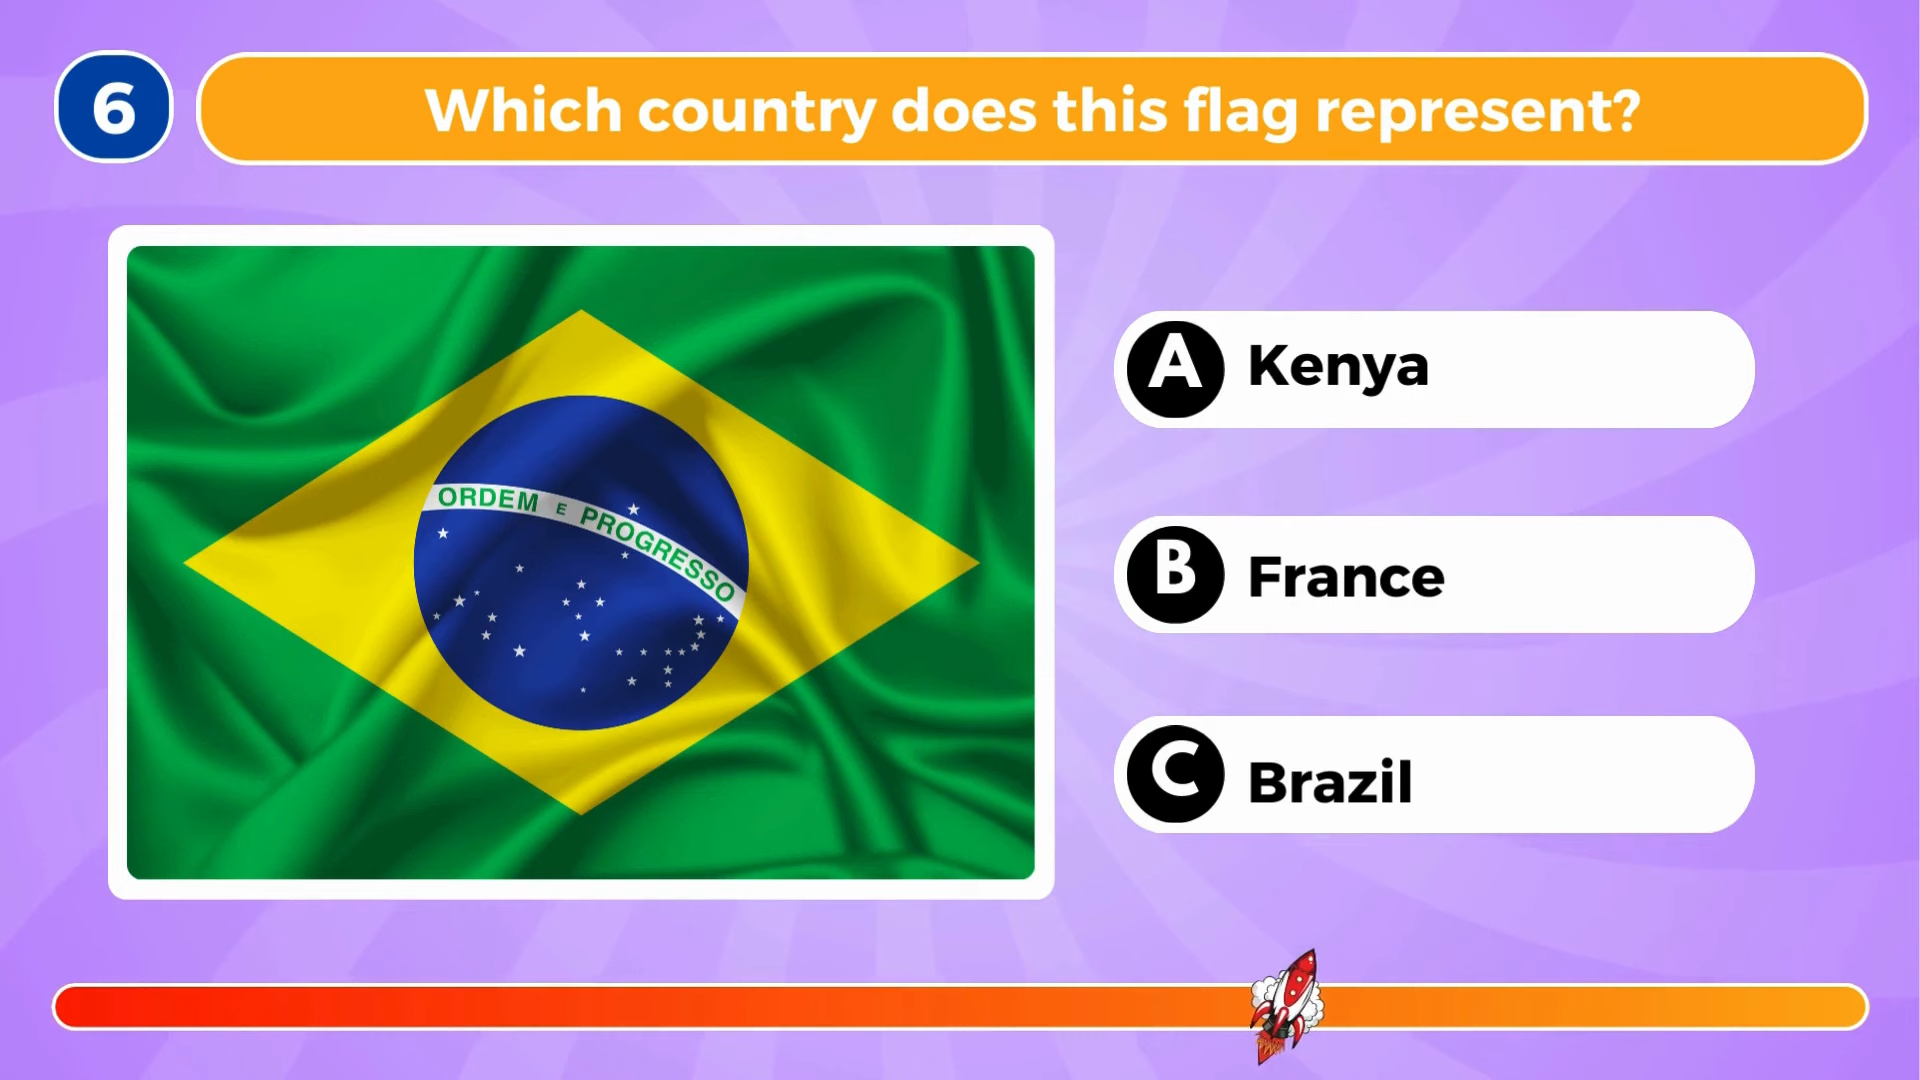 6
Which country does this flag represent?
ORDEM E PROGRESSO
A Kenya
B France
C Brazil